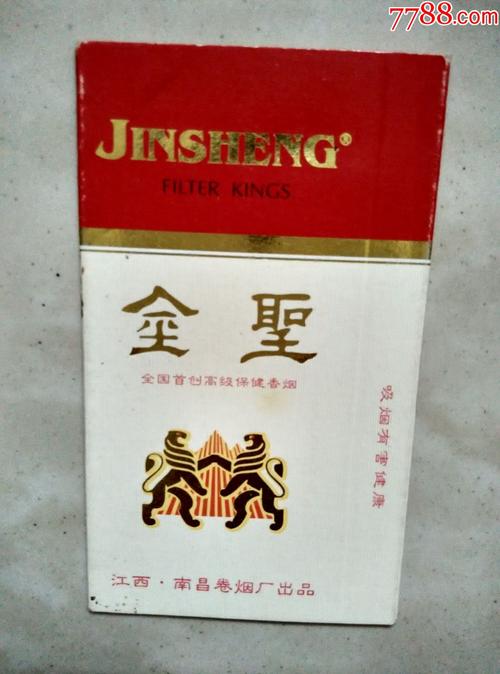 7788.com
JINSHENG®
FILTER KINGS
金聖
全国首创高级保健香烟
吸烟有害健康
江西·南昌卷烟厂出品